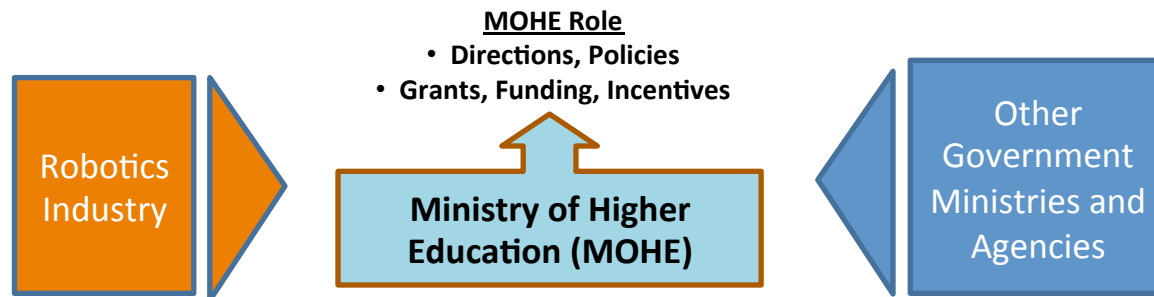 MOHE Role
• Directions, Policies
• Grants, Funding, Incentives
Robotics
Industry
Ministry of Higher
Education (MOHE)
Other
Government
Ministries and
Agencies